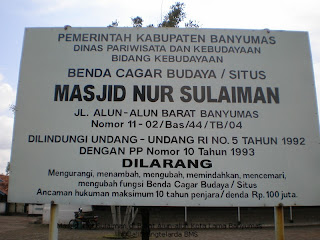 PEMERINTAH KABUPATEN BANYUMAS
DINAS PARIWISATA DAN KEBUDAYAAN
BIDANG KEBUDAYAAN
BENDA CAGAR BUDAYA / SITUS
MASJID NUR SULAIMAN
JL. ALUN-ALUN BARAT BANYUMAS
Nomor 11-02/Bas/44/TB/04
DILINDUNGI UNDANG-UNDANG RI NO. 5 TAHUN 1992
DENGAN PP Nomor 10 Tahun 1993
DILARANG
Mengurangi, menambah, mengubah, memindahkan, mencemari,
mengubah fungsi Benda Cagar Budaya / Situs
Ancaman hukuman maksimum 10 tahun penjara/denda Rp. 100 juta.